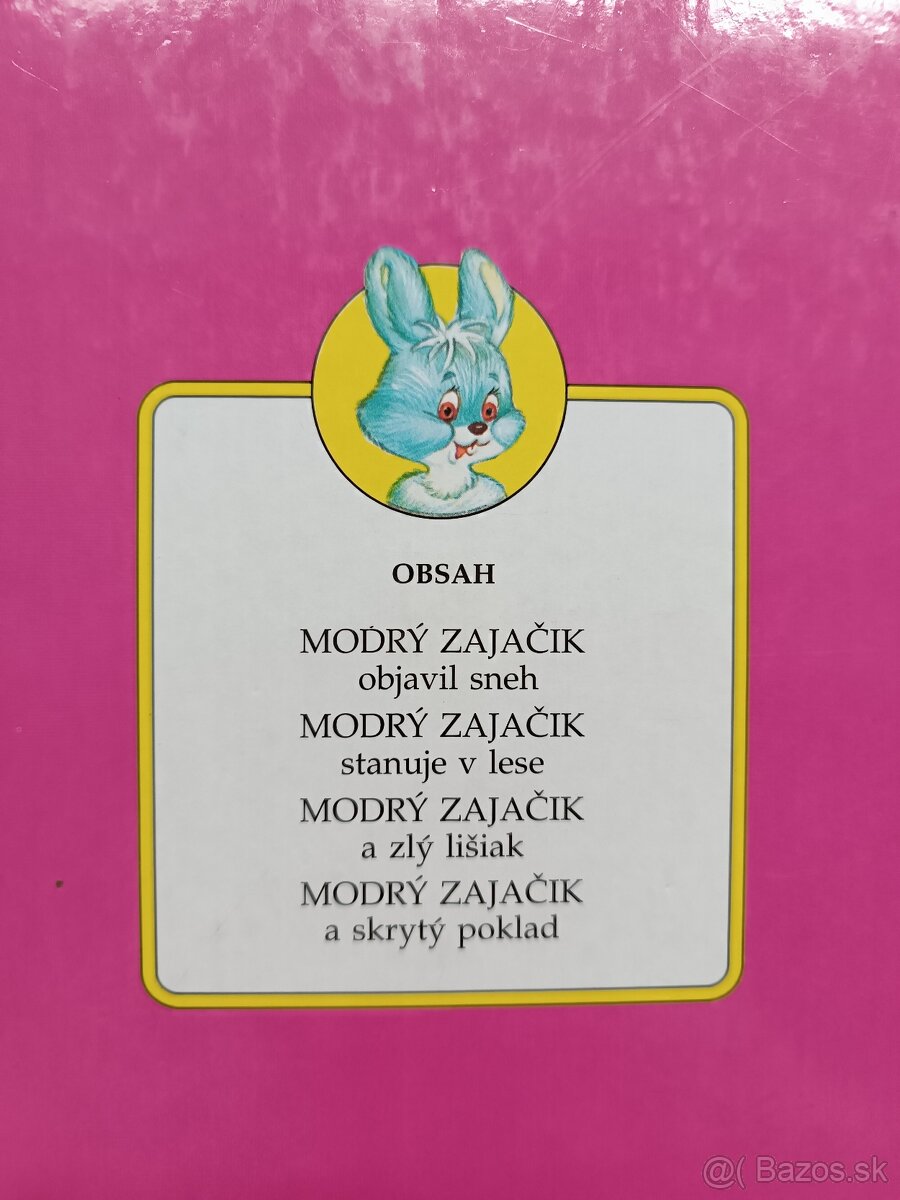 OBSAH
MODRÝ ZAJAČIK
objavil sneh
MODRÝ ZAJAČIK
stanuje v lese
MODRÝ ZAJAČIK
a zlý lišiak
MODRÝ ZAJAČIK
a skrytý poklad
@( Bazos.sk